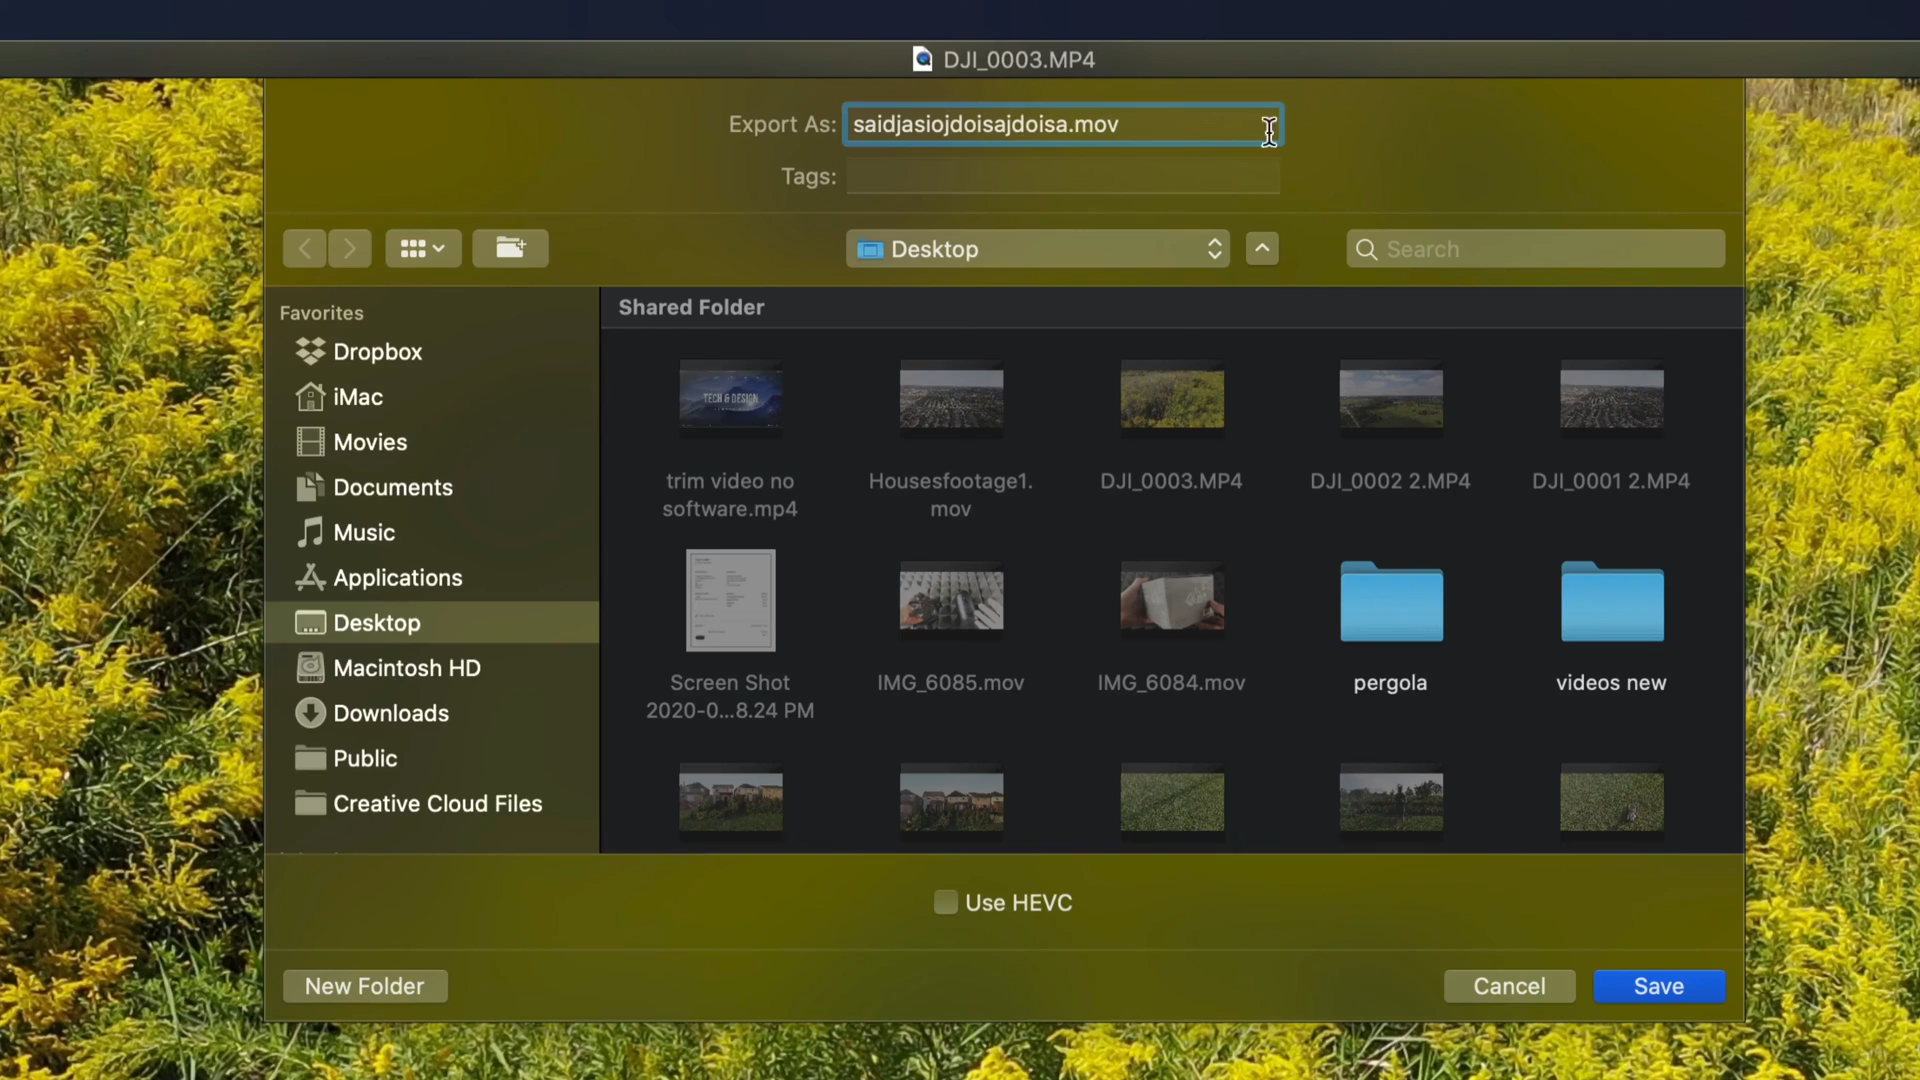 DJI_0003.MP4
Export As: saidjasiojdoisajdoisa.mov
Tags:
Desktop
Search
Favorites
Dropbox
iMac
Movies
Documents
Music
Applications
Desktop
Macintosh HD
Downloads
Public
Creative Cloud Files
Shared Folder
TECH & DESIGN
trim video no
software.mp4
Housesfootage1.
mov
DJI_0003.MP4
DJI_0002 2.MP4
DJI_0001 2.MP4
Screen Shot
2020-0...8.24 PM
IMG_6085.mov
IMG_6084.mov
pergola
videos new
Use HEVC
New Folder
Cancel
Save